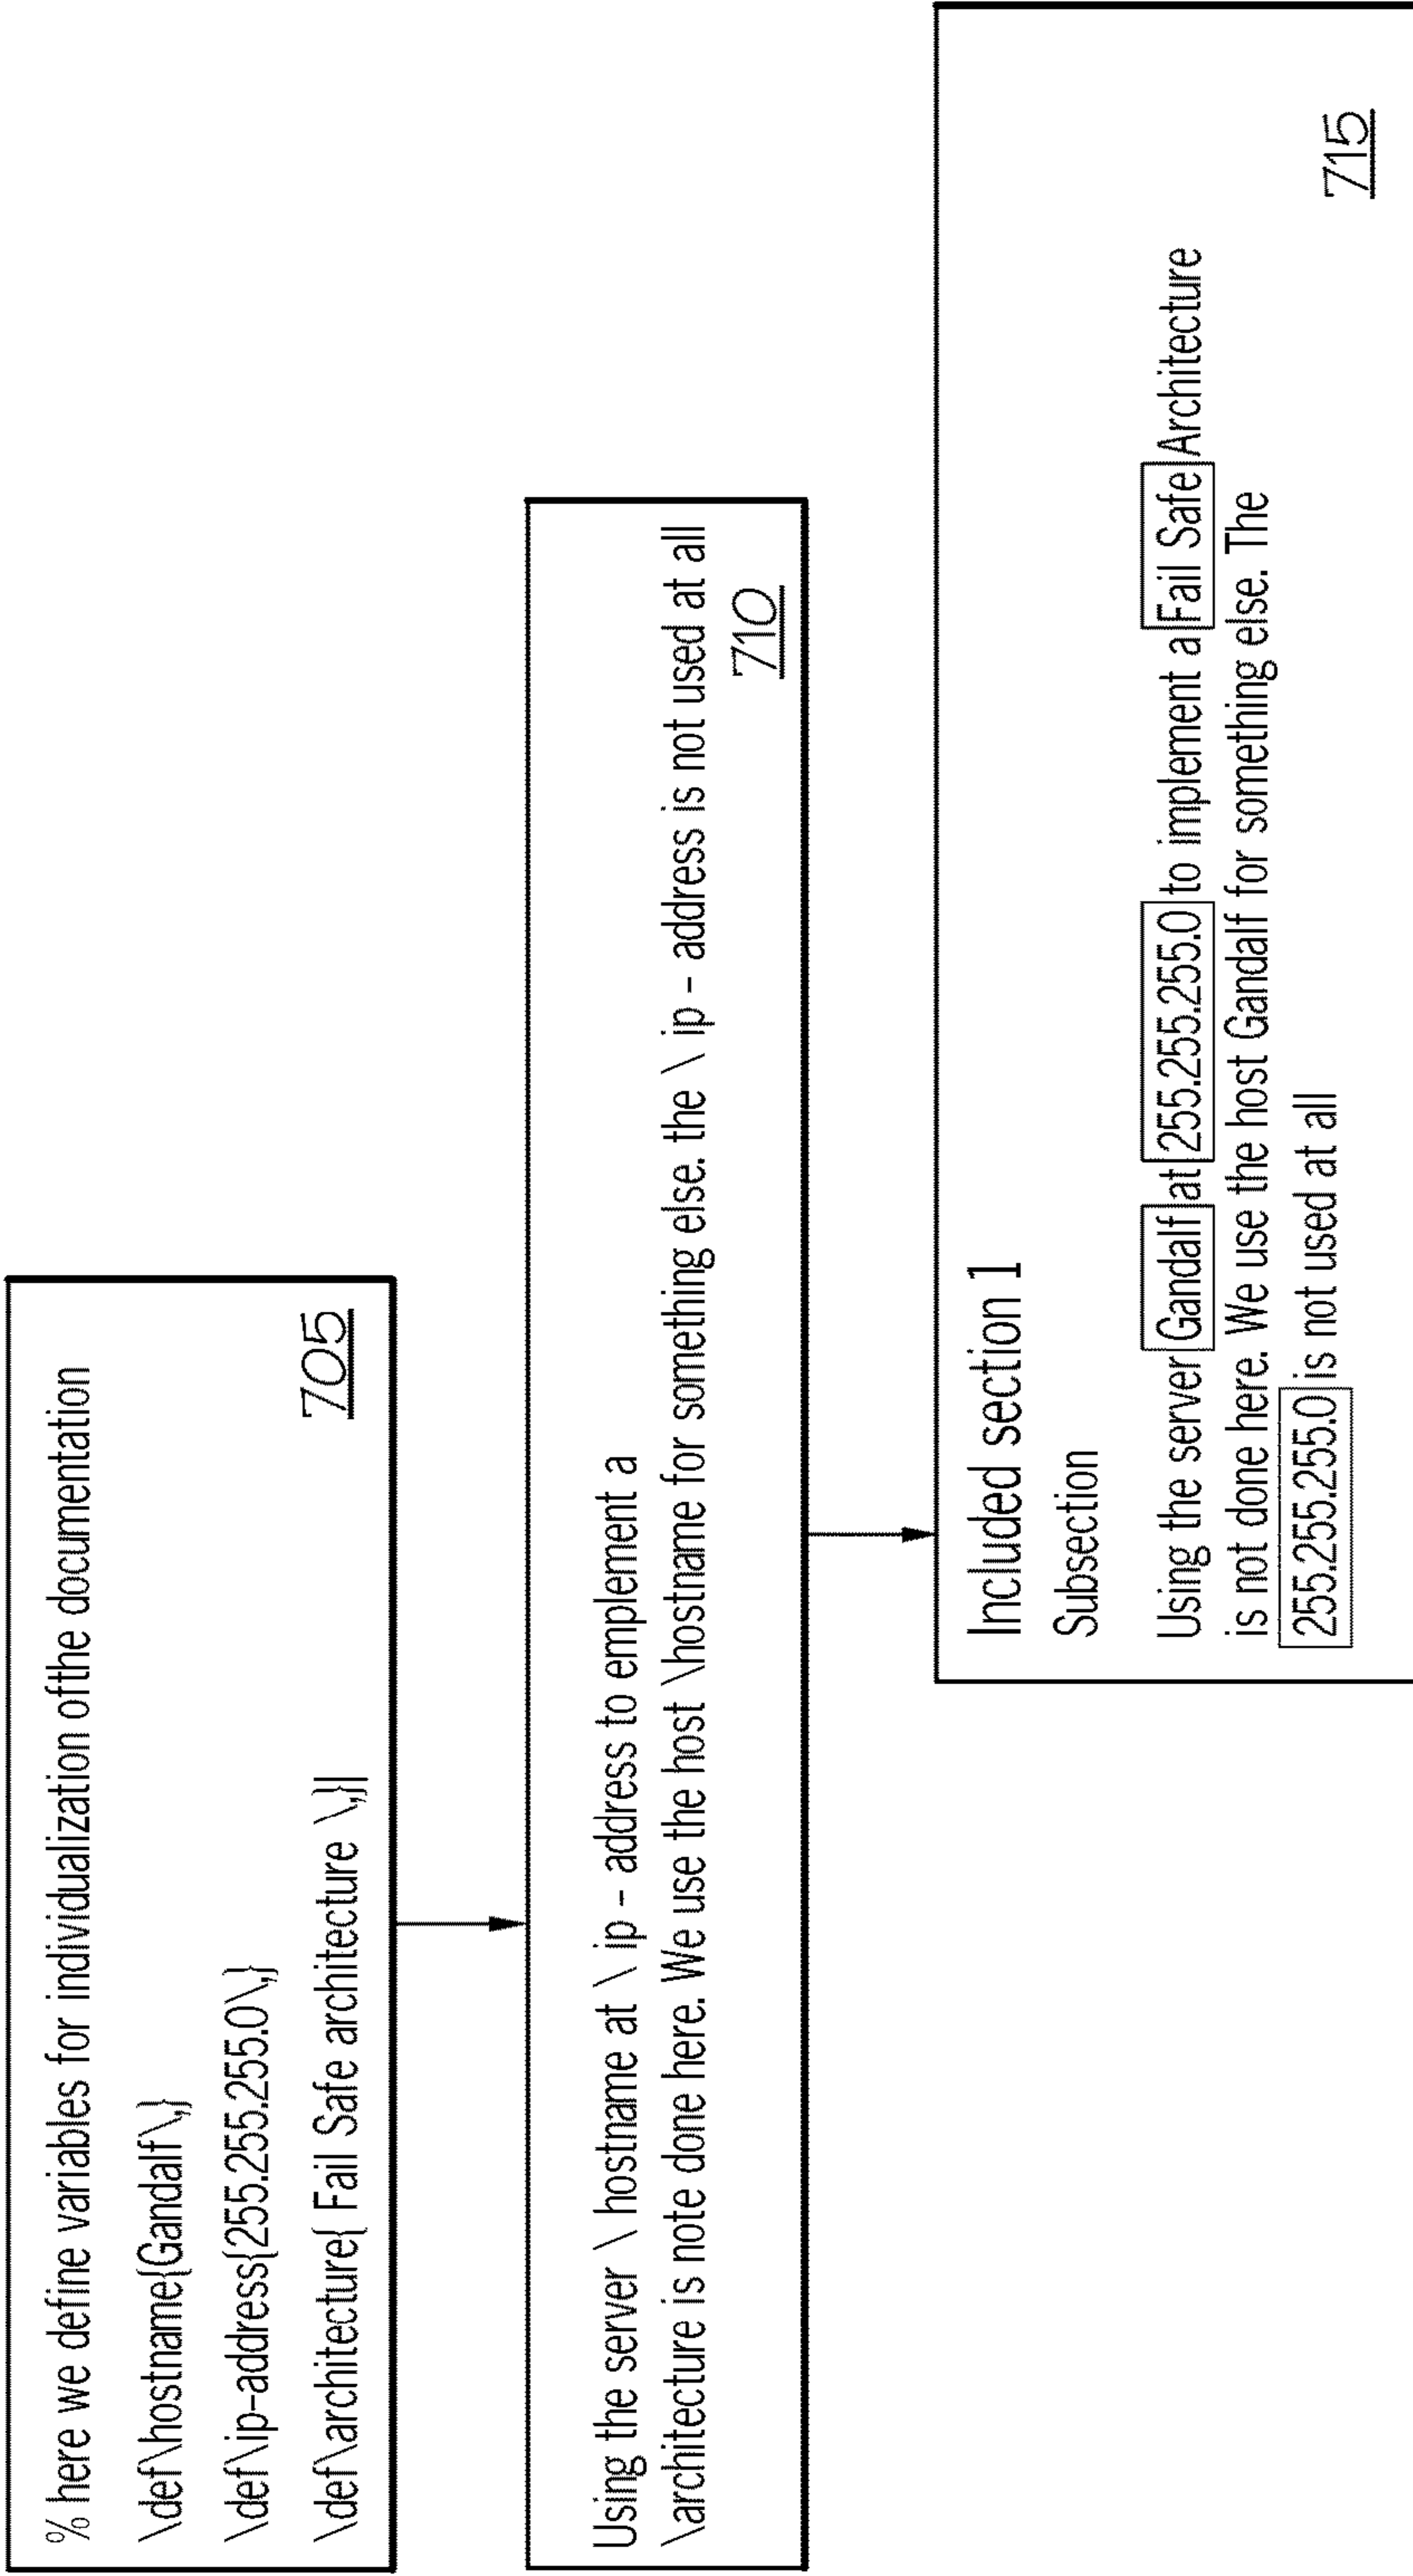 % here we define variables for individualization ofthe documentation
\def\hostname{Gandalf\,}
\def\ip-address{255.255.255.0\,}
\def\architecture{ Fail Safe architecture \,}|
705
Using the server \ hostname at \ ip - address to emplement a
\architecture is note done here. We use the host \hostname for something else. the \ ip - address is not used at all
710
Included section 1
Subsection
Using the server Gandalf at 255.255.255.0 to implement a Fail Safe Architecture
is not done here. We use the host Gandalf for something else. The
255.255.255.0 is not used at all
715